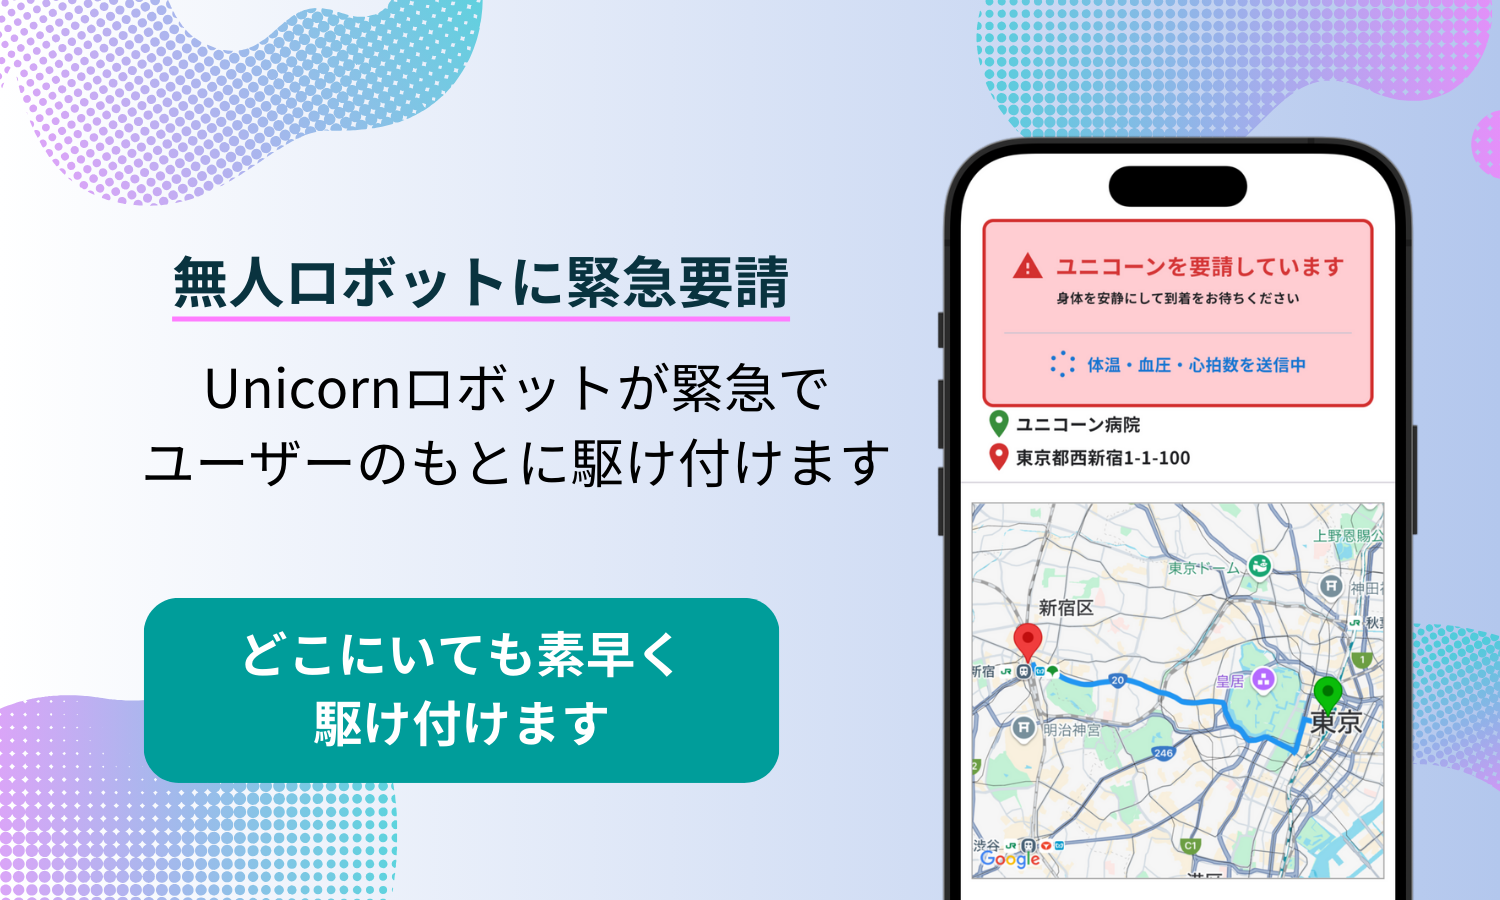 無人ロボットに緊急要請
Unicornロボットが緊急で
ユーザーのもとに駆け付けます
どこにいても素早く
駆け付けます
ユニコーンを要請しています
身体を安静にして到着をお待ちください
体温・血圧・心拍数を送信中
ユニコーン病院
東京都西新宿1-1-100
上野恩賜公
東京ドーム
神田
新宿区
JR 秋
1
新宿 JR
20
皇居
東京
明治神宮
246
2
渋谷 JR
C1
Google